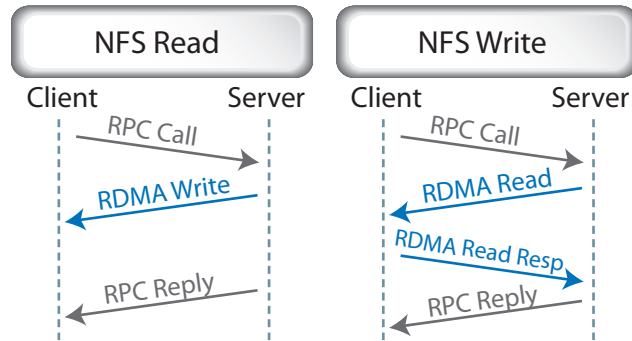 NFS Read
Client Server
RPC Call
RDMA Write
RPC Reply
NFS Write
Client Server
RPC Call
RDMA Read
RDMA Read Resp
RPC Reply